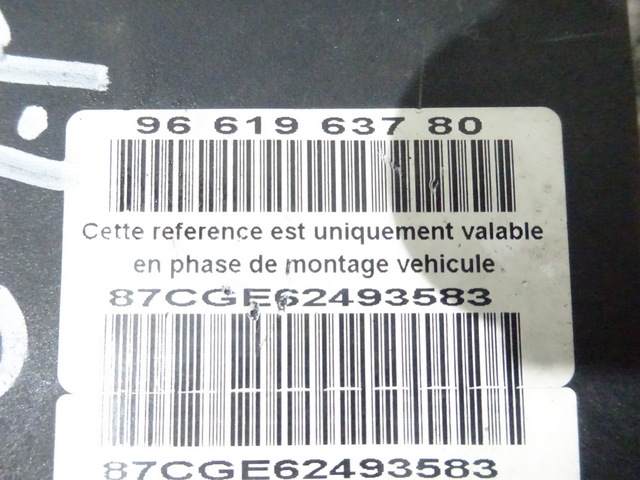 96 619 637 80
Cette reference est uniquement valable
en phase de montage vehicule
87CGE62493583
87CGE62493583